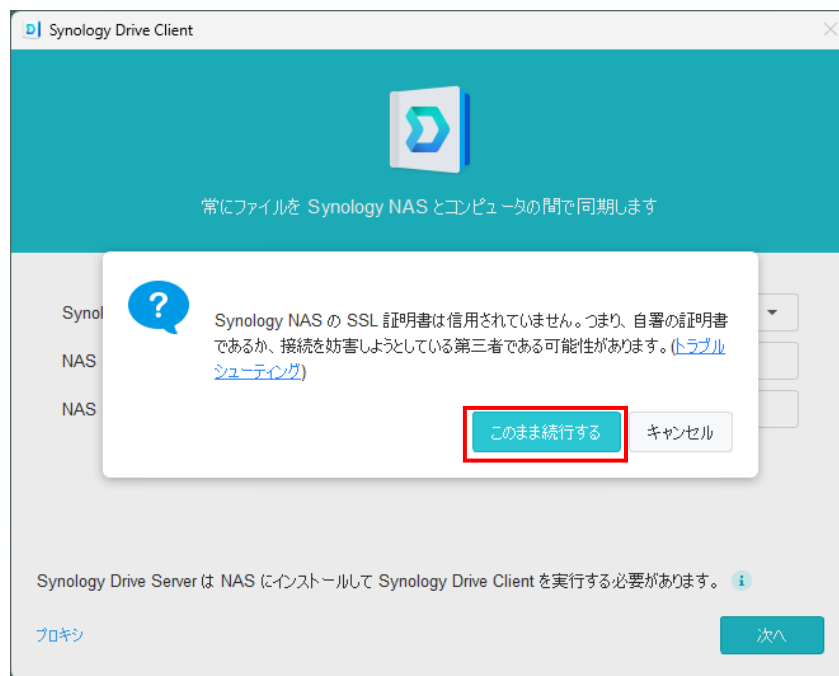 Synology Drive Client
常にファイルを Synology NAS とコンピュータの間で同期します
Synology NAS の SSL 証明書は信用されていません。つまり、自署の証明書
であるか、接続を妨害しようとしている第三者である可能性があります。(トラブル
シューティング)
このまま続行する キャンセル
Synol
NAS
NAS
Synology Drive Server は NAS にインストールして Synology Drive Client を実行する必要があります。
プロキシ
次へ